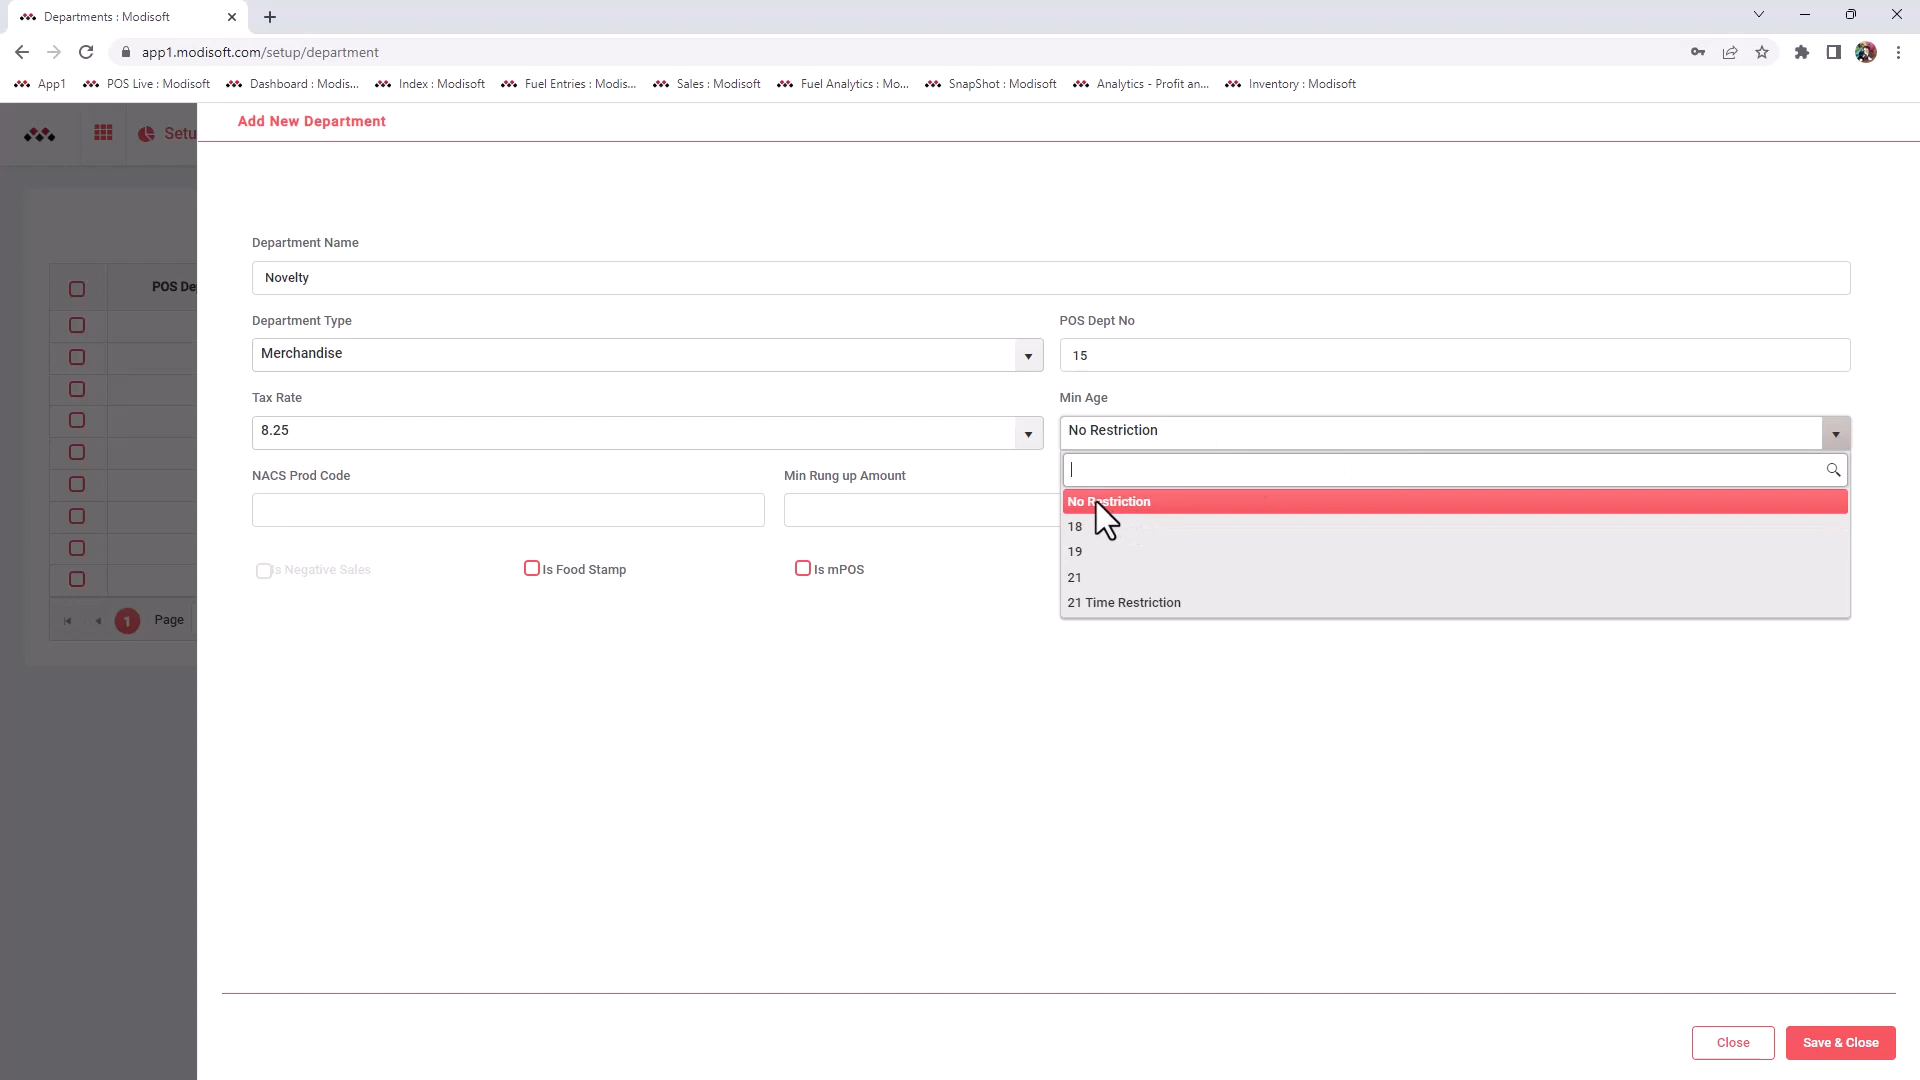 Departments : Modisoft
app1.modisoft.com/setup/department
App1 POS Live : Modisoft Dashboard : Modis... Index : Modisoft Fuel Entries : Modis... Sales : Modisoft Fuel Analytics : Mo... SnapShot : Modisoft Analytics - Profit an... Inventory : Modisoft
Setu
Add New Department
Department Name
Novelty
POS De
Department Type
POS Dept No
Merchandise
15
Tax Rate
Min Age
8.25
No Restriction
NACS Prod Code
Min Rung up Amount
No Restriction
18
19
21
21 Time Restriction
Is Negative Sales
Is Food Stamp
Is mPOS
1 Page
Close
Save & Close